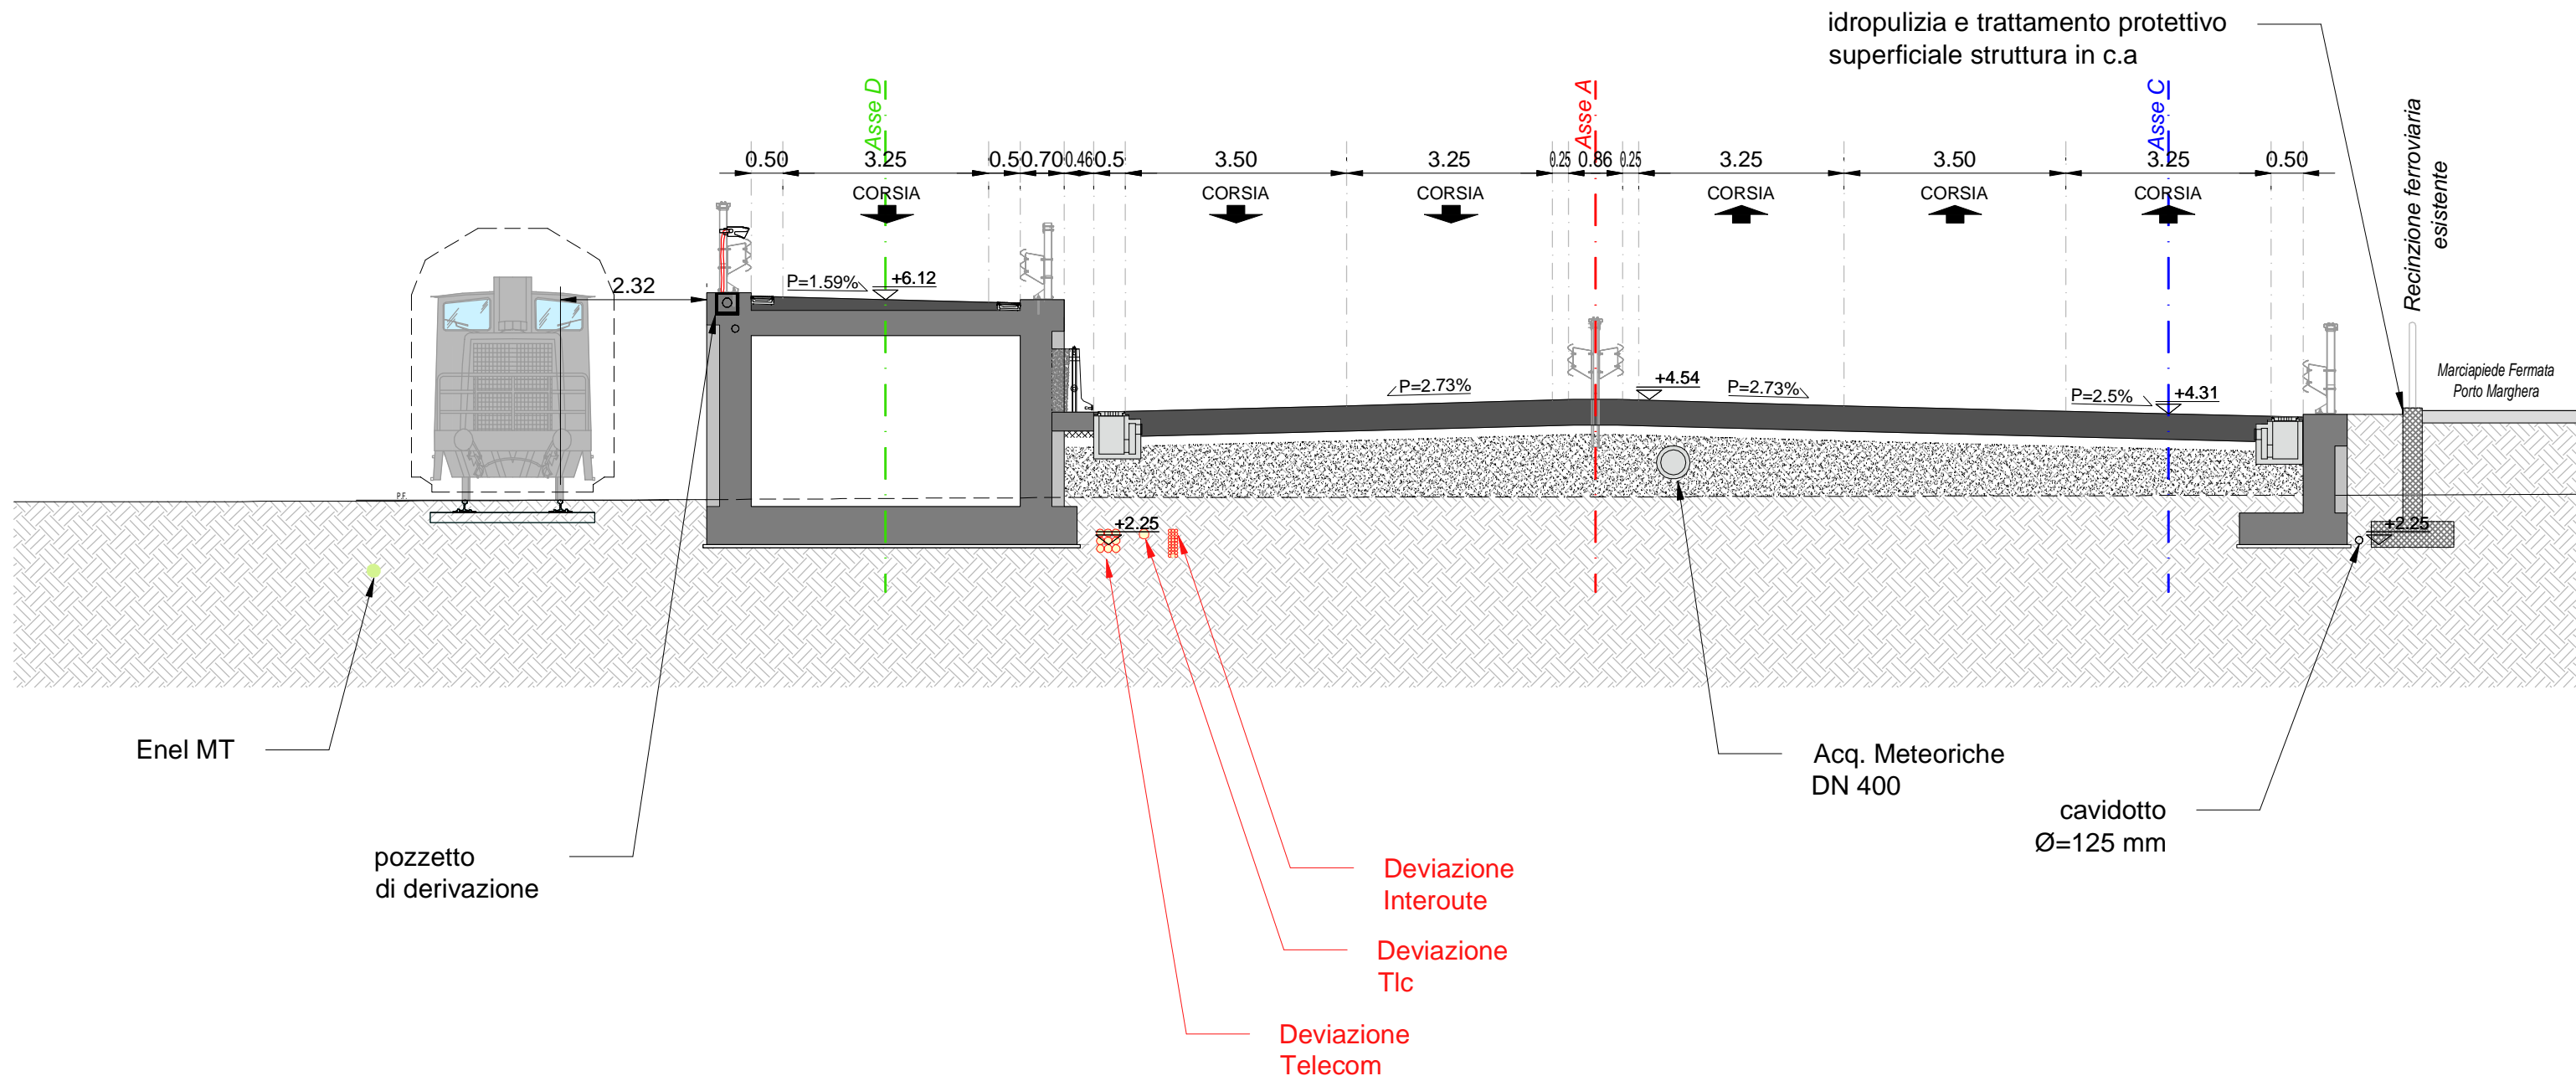 idropulizia e trattamento protettivo
superficiale struttura in c.a
Asse D
Asse A
Asse C
Recinzione ferroviaria
esistente
0.50
3.25
0.50
0.70
0.46
0.5
3.50
3.25
0.25
0.86
0.25
3.25
3.50
3.25
0.50
CORSIA
CORSIA
CORSIA
CORSIA
CORSIA
CORSIA
2.32
P=1.59%
+6.12
P=2.73%
+4.54
P=2.73%
P=2.5%
+4.31
Marciapiede Fermata
Porto Marghera
P.F.
+2.25
+2.25
Enel MT
Acq. Meteoriche
DN 400
cavidotto
Ø=125 mm
pozzetto
di derivazione
Deviazione
Interoute
Deviazione
Tlc
Deviazione
Telecom